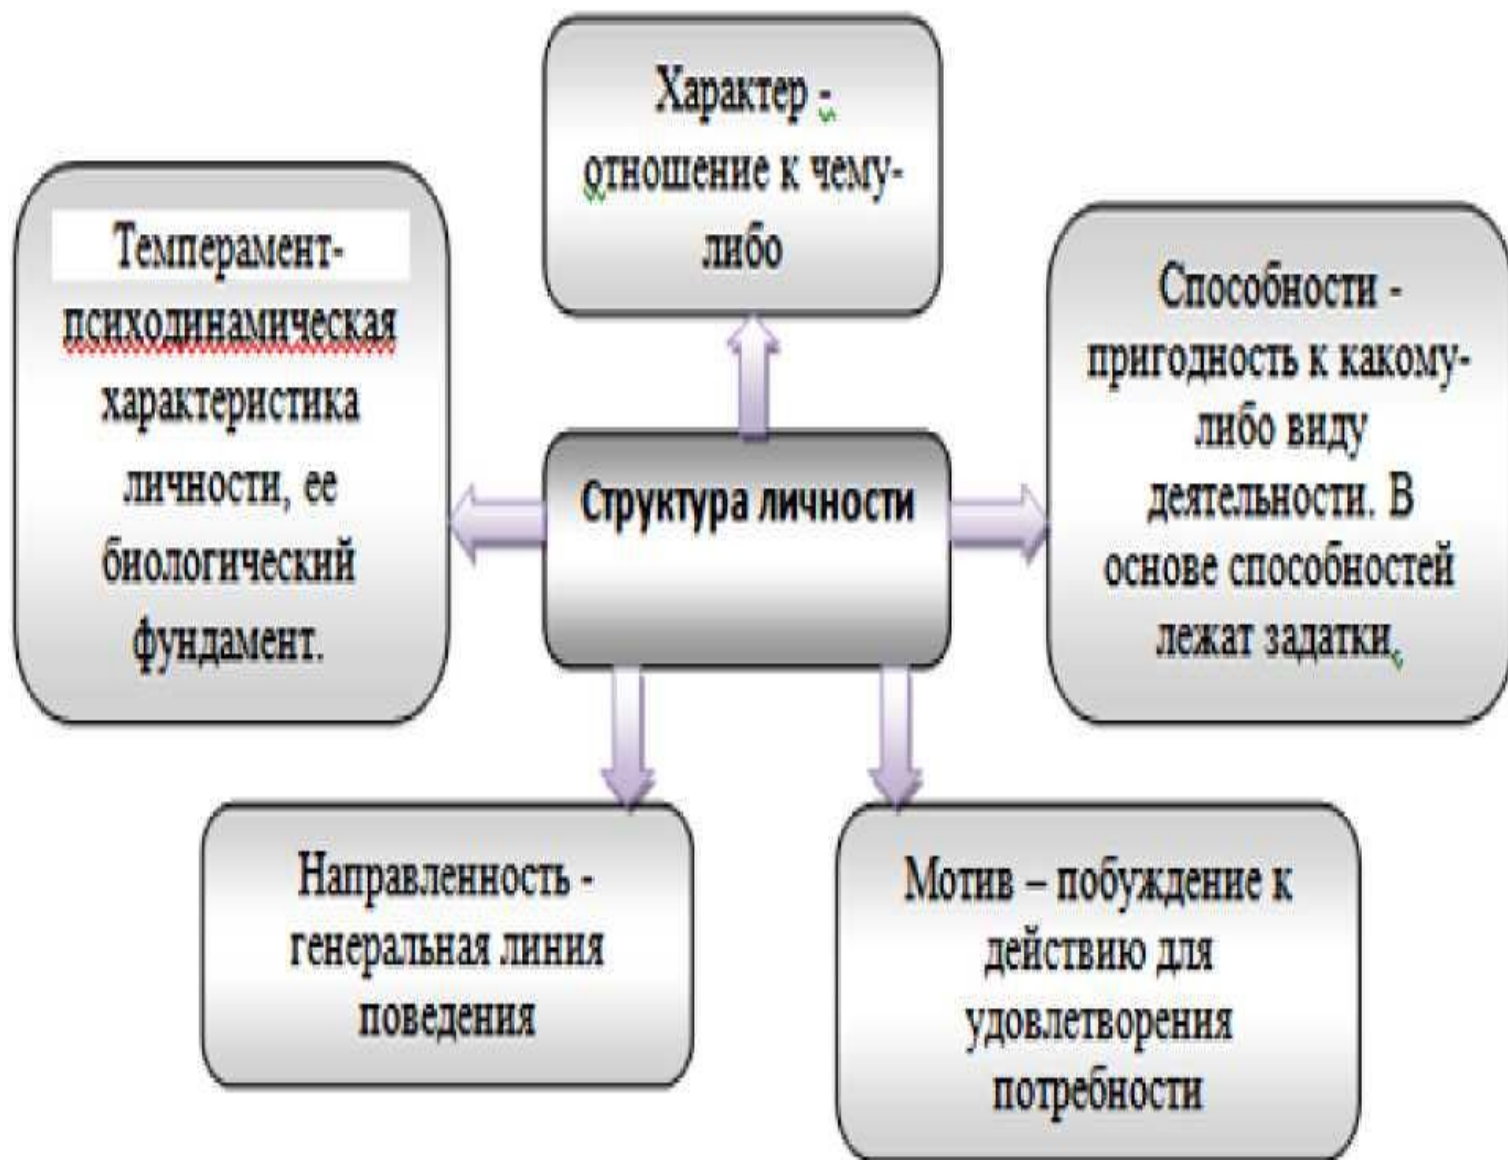 Характер -
отношение к чему-
либо
Темперамент-
психодинамическая
характеристика
личности, ее
биологический
фундамент.
Способности -
пригодность к какому-
либо виду
деятельности. В
основе способностей
лежат задатки,
Структура личности
Направленность -
генеральная линия
поведения
Мотив – побуждение к
действию для
удовлетворения
потребности